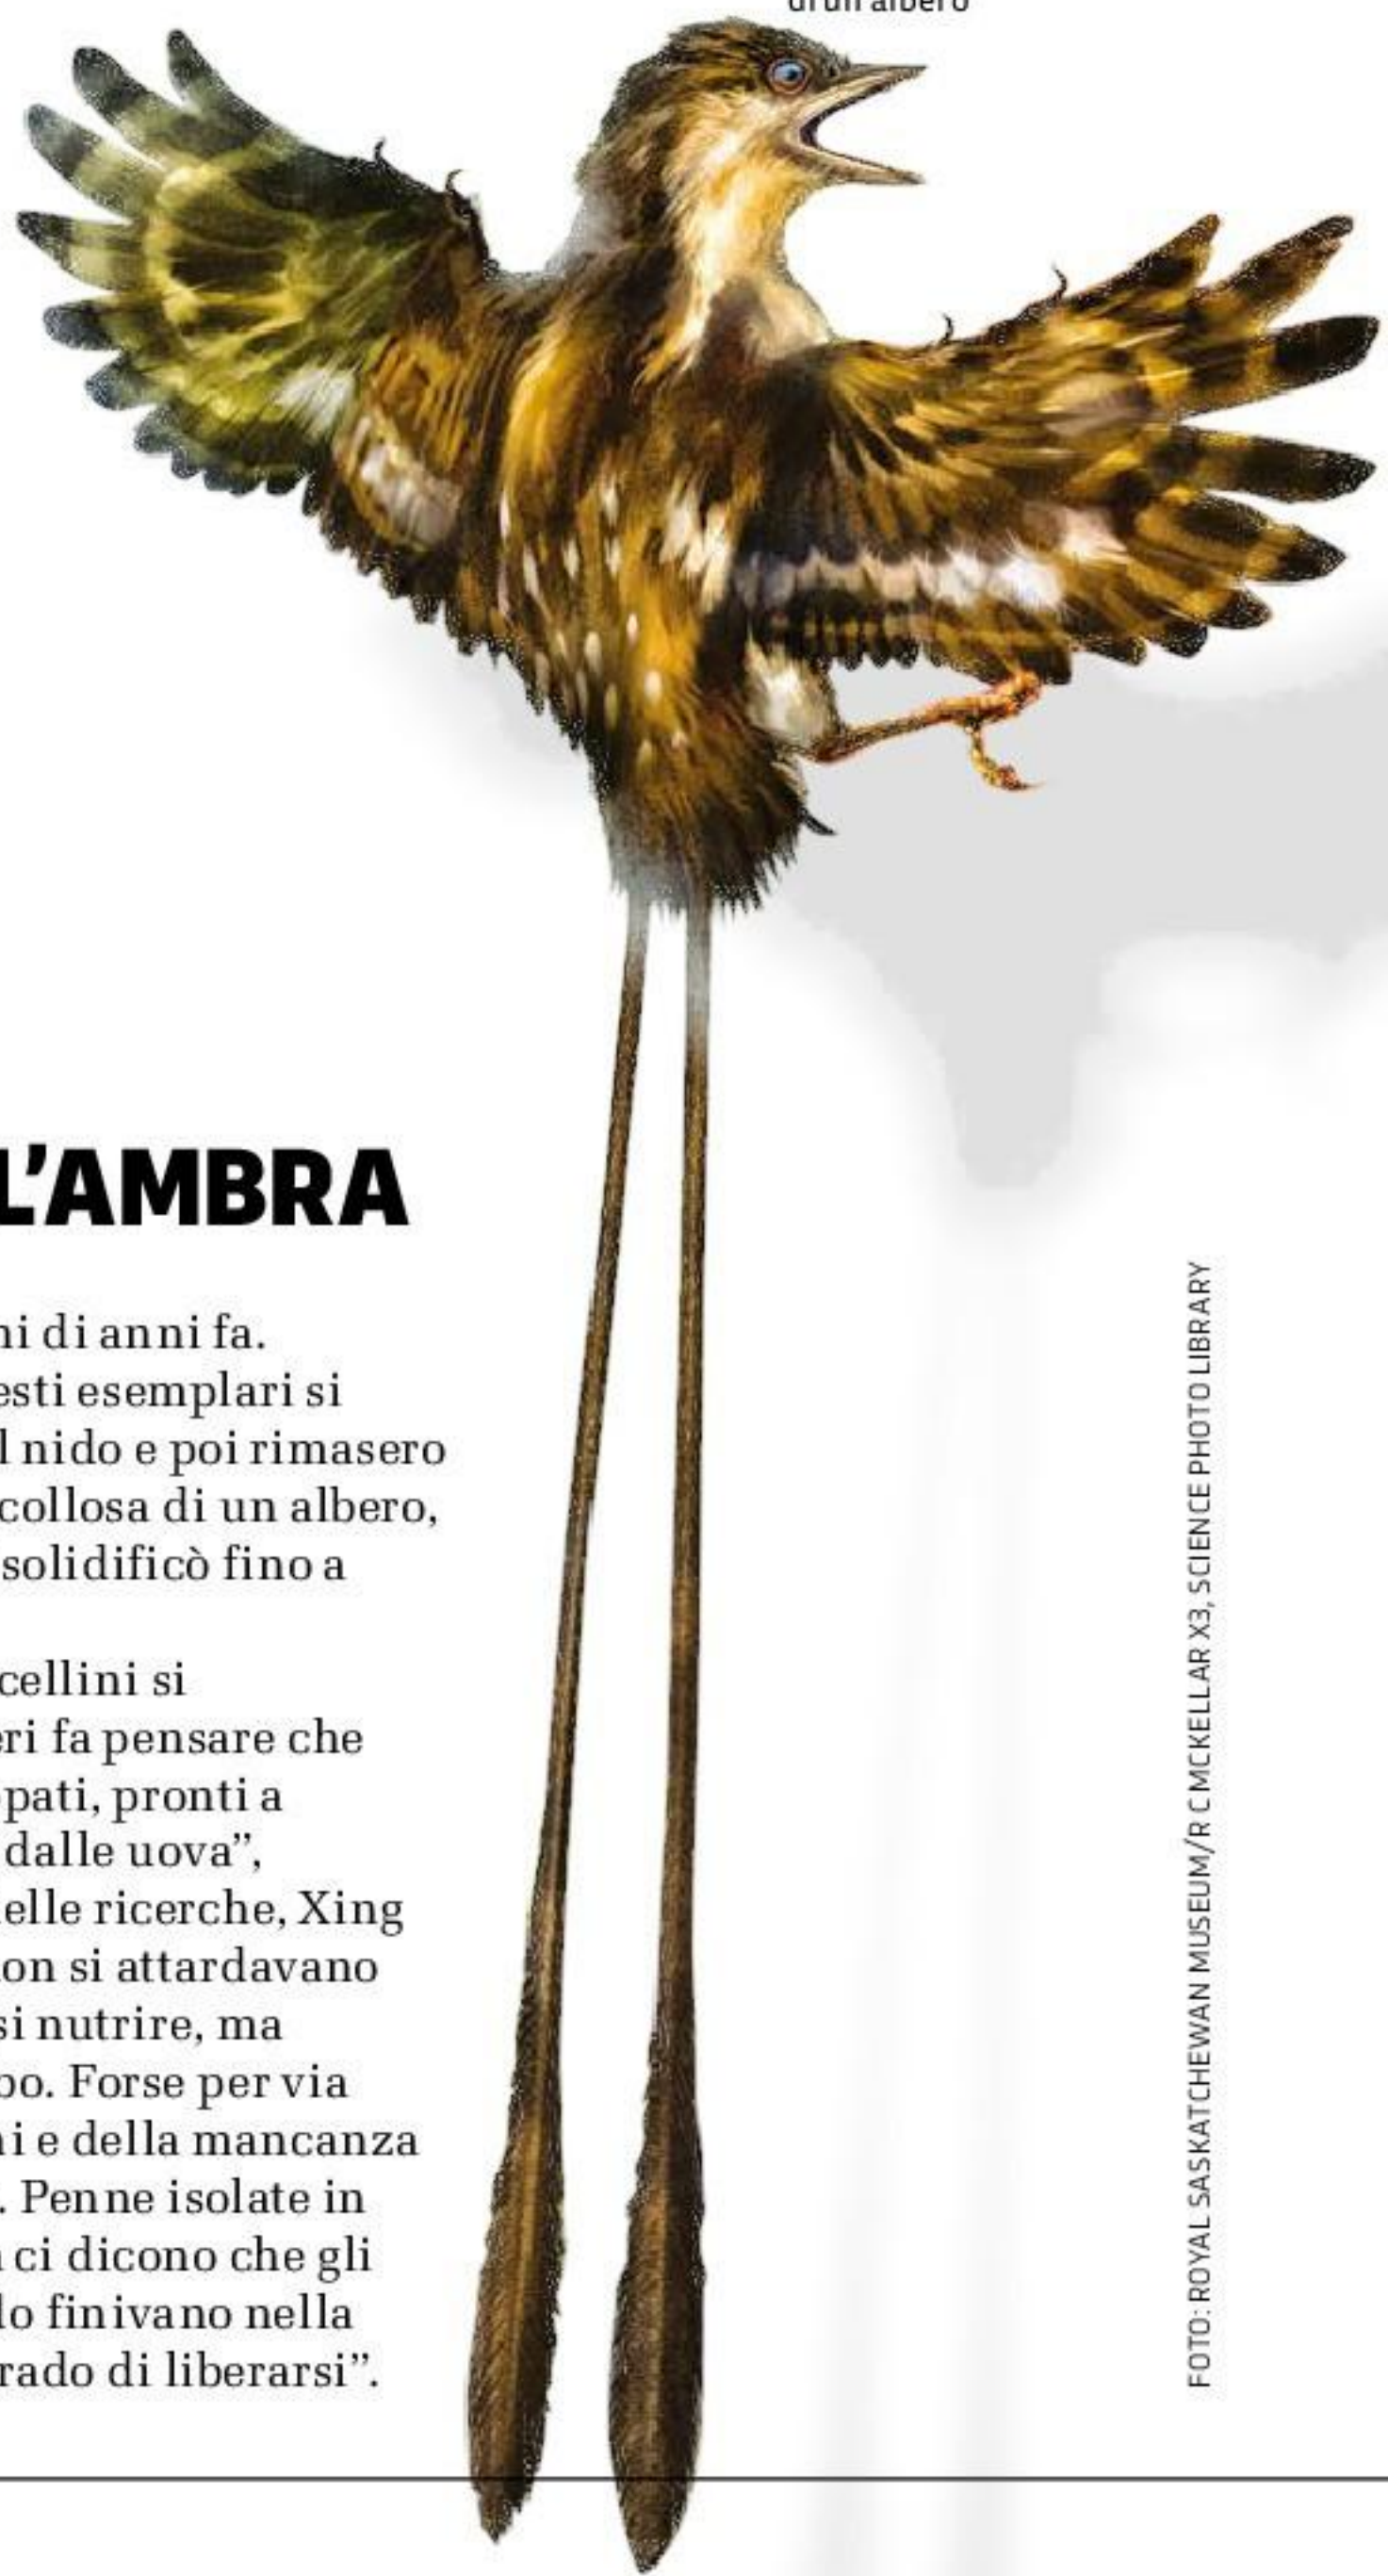 di un albero
L'AMBRA
ni di anni fa.
esti esemplari si
l nido e poi rimasero
collosa di un albero,
solidificò fino a
cellini si
eri fa pensare che
pati, pronti a
dalle uova”,
elle ricerche, Xing
on si attardavano
si nutrire, ma
po. Forse per via
ni e della mancanza
. Penne isolate in
a ci dicono che gli
lo finivano nella
rado di liberarsi”.
FOTO: ROYAL SASKATCHEWAN MUSEUM/R C MCKELLAR X3, SCIENCE PHOTO LIBRARY